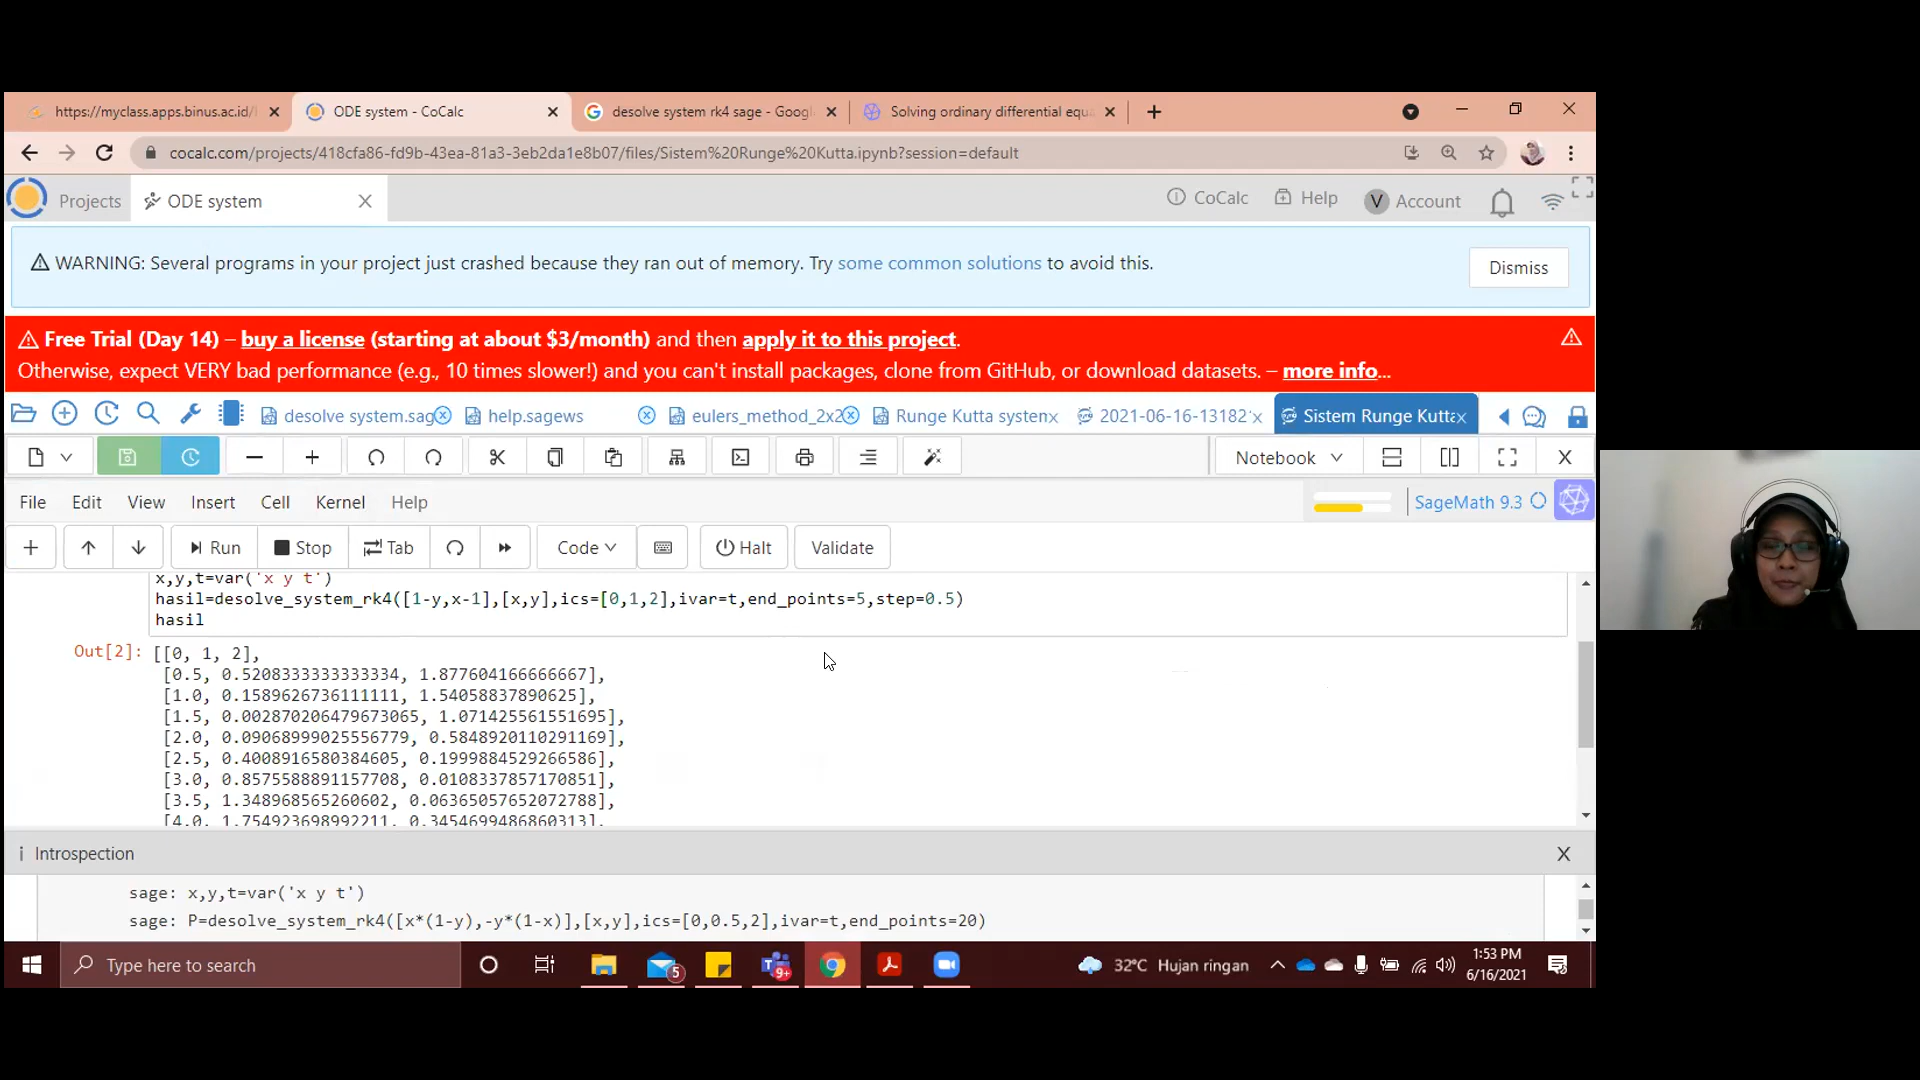 https://myclass.apps.binus.ac.id/
ODE system - CoCalc
desolve system rk4 sage - Googl
Solving ordinary differential equ
cocalc.com/projects/418cfa86-fd9b-43ea-81a3-3eb2da1e8b07/files/Sistem%20Runge%20Kutta.ipynb?session=default
Projects
ODE system
CoCalc
Help
V Account
WARNING: Several programs in your project just crashed because they ran out of memory. Try some common solutions to avoid this.
Dismiss
Free Trial (Day 14) – buy a license (starting at about $3/month) and then apply it to this project.
Otherwise, expect VERY bad performance (e.g., 10 times slower!) and you can't install packages, clone from GitHub, or download datasets. – more info...
desolve system.sag
help.sagews
eulers_method_2x2
Runge Kutta system
2021-06-16-13182
Sistem Runge Kutta
Notebook
File Edit View Insert Cell Kernel Help
SageMath 9.3
Run Stop Tab Code Halt Validate
x,y,t=var('x y t')
hasil=desolve_system_rk4([1-y,x-1],[x,y],ics=[0,1,2],ivar=t,end_points=5,step=0.5)
hasil
Out[2]: [[0, 1, 2],
[0.5, 0.5208333333333334, 1.877604166666667],
[1.0, 0.1589626736111111, 1.54058837890625],
[1.5, 0.002870206479673065, 1.071425561551695],
[2.0, 0.09068999025556779, 0.5848920110291169],
[2.5, 0.4008916580384605, 0.1999884529266586],
[3.0, 0.8575588891157708, 0.0108337857170851],
[3.5, 1.348968565260602, 0.06365057652072788],
[4.0, 1.754923698992211, 0.3454699486860313],
i Introspection
sage: x,y,t=var('x y t')
sage: P=desolve_system_rk4([x*(1-y),-y*(1-x)],[x,y],ics=[0,0.5,2],ivar=t,end_points=20)
Type here to search
5
9+
32°C Hujan ringan
1:53 PM
6/16/2021